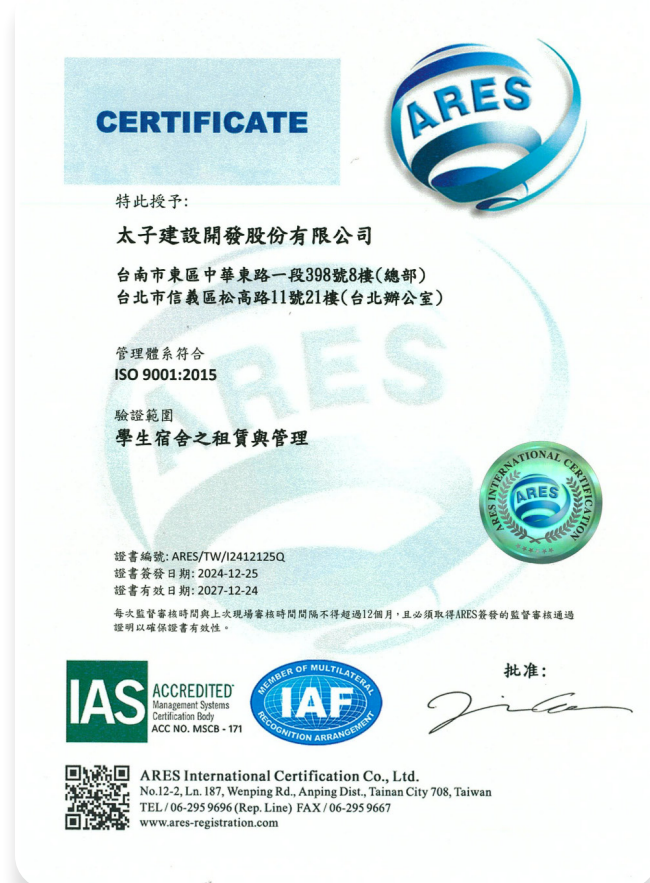 CERTIFICATE
ARES
特此授予:
太子建設開發股份有限公司
台南市東區中華東路一段398號8樓(總部)
台北市信義區松高路11號21樓(台北辦公室)
管理體系符合
ISO 9001:2015
驗證範圍
學生宿舍之租賃與管理
ARES
ARES INTERNATIONAL CERTIFICATION
ARES
證書編號: ARES/TW/I2412125Q
證書簽發日期: 2024-12-25
證書有效日期: 2027-12-24
每次監督審核時間與上次現場審核時間間隔不得超過12個月，且必須取得ARES簽發的監督審核通過
證明以確保證書有效性。
IAS
ACCREDITED
Management Systems
Certification Body
ACC NO. MSCB - 171
MEMBER OF MULTILATERAL
IAF
RECOGNITION ARRANGEMENT
批准:
ARES International Certification Co., Ltd.
No.12-2, Ln. 187, Wenping Rd., Anping Dist., Tainan City 708, Taiwan
TEL / 06-295 9696 (Rep. Line) FAX / 06-295 9667
www.ares-registration.com